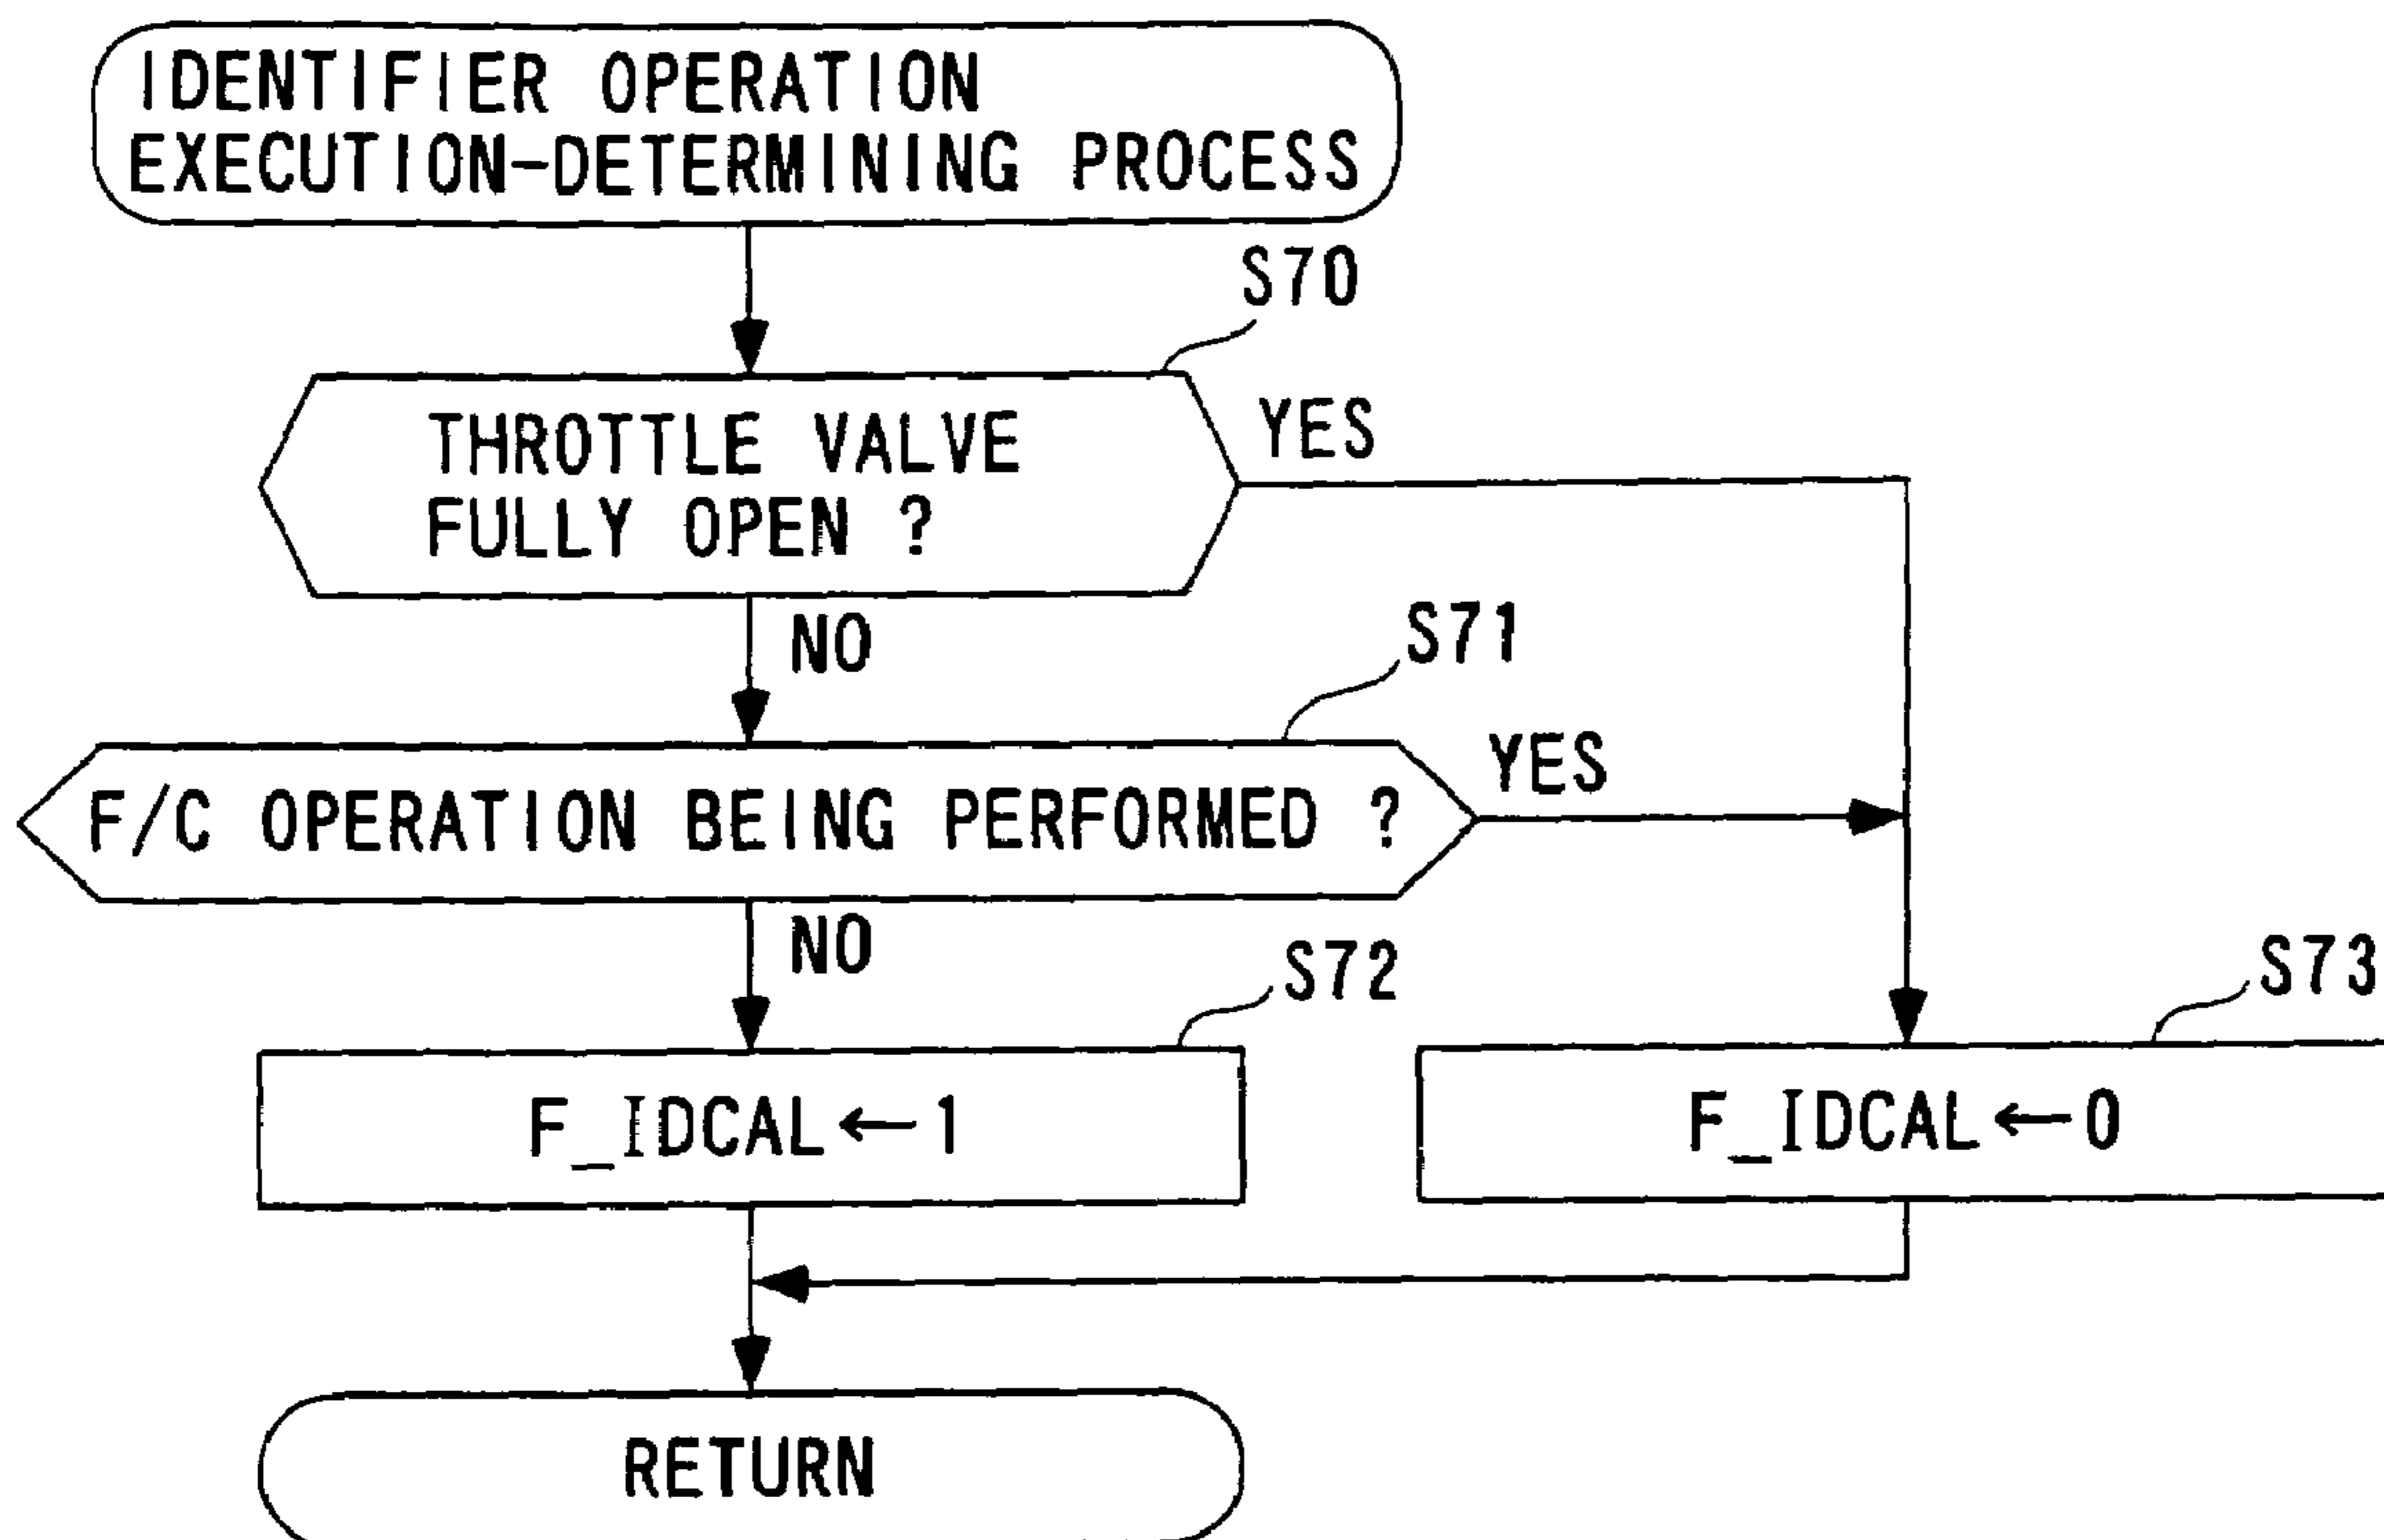 IDENTIFIER OPERATION
EXECUTION-DETERMINING PROCESS
S70
THROTTLE VALVE
FULLY OPEN ?
YES
NO
S71
F/C OPERATION BEING PERFORMED ?
YES
NO
S72
F_IDCAL←1
S73
F_IDCAL←0
RETURN